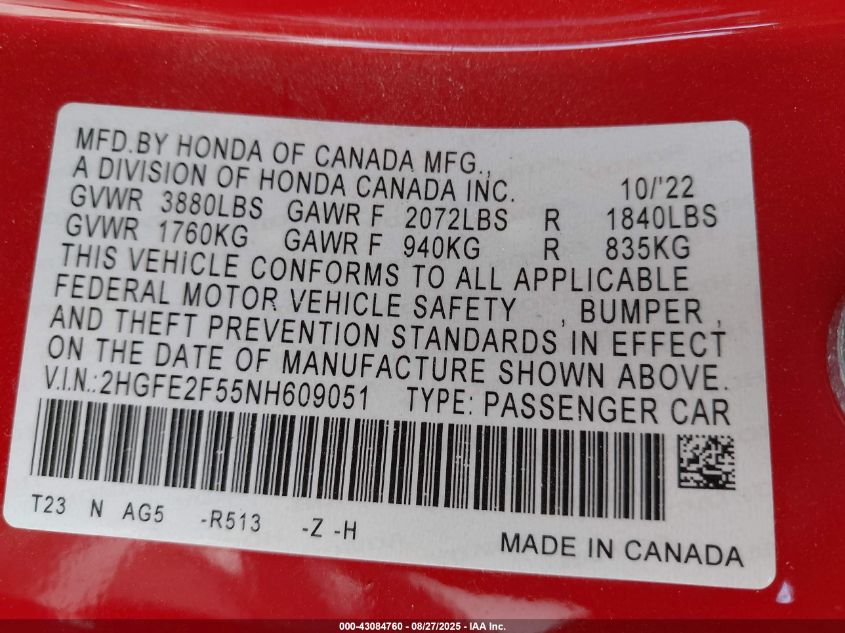 MFD.BY HONDA OF CANADA MFG.,
A DIVISION OF HONDA CANADA INC. 10/'22
GVWR 3880LBS GAWR F 2072LBS R 1840LBS
GVWR 1760KG GAWR F 940KG R 835KG
THIS VEHICLE CONFORMS TO ALL APPLICABLE
FEDERAL MOTOR VEHICLE SAFETY , BUMPER ,
AND THEFT PREVENTION STANDARDS IN EFFECT
ON THE DATE OF MANUFACTURE SHOWN ABOVE.
V.I.N.:2HGFE2F55NH609051 TYPE: PASSENGER CAR
T23 N AG5 -R513 -Z -H
MADE IN CANADA
000-43084760 - 08/27/2025 - IAA Inc.